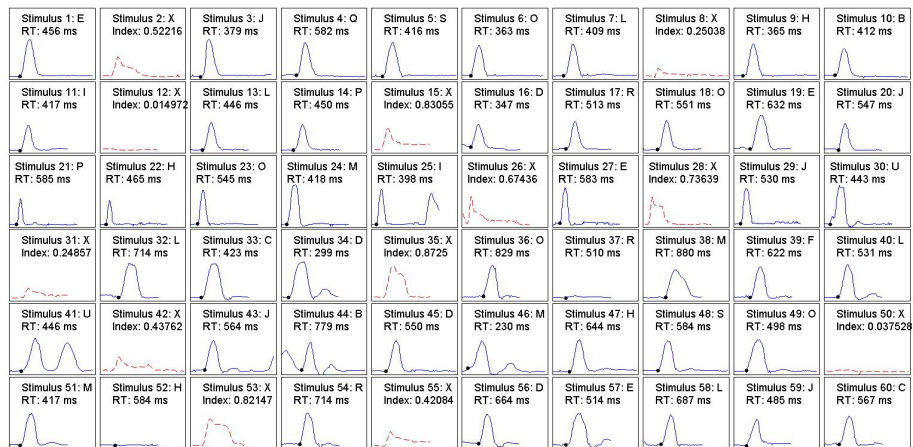 Stimulus 1: E
RT: 456 ms
Stimulus 2: X
Index: 0.52216
Stimulus 3: J
RT: 379 ms
Stimulus 4: Q
RT: 582 ms
Stimulus 5: S
RT: 416 ms
Stimulus 6: O
RT: 363 ms
Stimulus 7: L
RT: 409 ms
Stimulus 8: X
Index: 0.25038
Stimulus 9: H
RT: 365 ms
Stimulus 10: B
RT: 412 ms
Stimulus 11: I
RT: 417 ms
Stimulus 12: X
Index: 0.014972
Stimulus 13: L
RT: 446 ms
Stimulus 14: P
RT: 450 ms
Stimulus 15: X
Index: 0.83055
Stimulus 16: D
RT: 347 ms
Stimulus 17: R
RT: 513 ms
Stimulus 18: O
RT: 551 ms
Stimulus 19: E
RT: 632 ms
Stimulus 20: J
RT: 547 ms
Stimulus 21: P
RT: 585 ms
Stimulus 22: H
RT: 465 ms
Stimulus 23: O
RT: 545 ms
Stimulus 24: M
RT: 418 ms
Stimulus 25: I
RT: 398 ms
Stimulus 26: X
Index: 0.67436
Stimulus 27: E
RT: 583 ms
Stimulus 28: X
Index: 0.73639
Stimulus 29: J
RT: 530 ms
Stimulus 30: U
RT: 443 ms
Stimulus 31: X
Index: 0.24857
Stimulus 32: L
RT: 714 ms
Stimulus 33: C
RT: 423 ms
Stimulus 34: D
RT: 299 ms
Stimulus 35: X
Index: 0.8725
Stimulus 36: O
RT: 829 ms
Stimulus 37: R
RT: 510 ms
Stimulus 38: M
RT: 880 ms
Stimulus 39: F
RT: 622 ms
Stimulus 40: L
RT: 531 ms
Stimulus 41: U
RT: 446 ms
Stimulus 42: X
Index: 0.43762
Stimulus 43: J
RT: 564 ms
Stimulus 44: B
RT: 779 ms
Stimulus 45: D
RT: 550 ms
Stimulus 46: M
RT: 230 ms
Stimulus 47: H
RT: 644 ms
Stimulus 48: S
RT: 584 ms
Stimulus 49: O
RT: 498 ms
Stimulus 50: X
Index: 0.037528
Stimulus 51: M
RT: 417 ms
Stimulus 52: H
RT: 584 ms
Stimulus 53: X
Index: 0.82147
Stimulus 54: R
RT: 714 ms
Stimulus 55: X
Index: 0.42084
Stimulus 56: D
RT: 664 ms
Stimulus 57: E
RT: 514 ms
Stimulus 58: L
RT: 687 ms
Stimulus 59: J
RT: 485 ms
Stimulus 60: C
RT: 567 ms